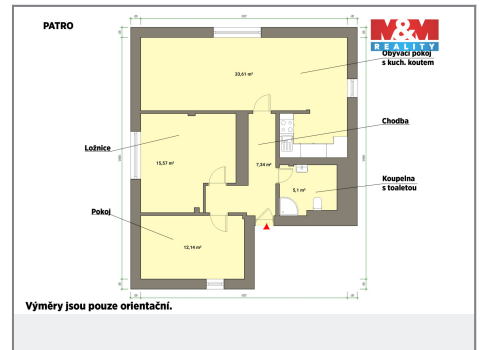 PATRO
M&M
REALITY
Obývací pokoj
s kuch. koutem
33,61 m²
Chodba
Ložnice
15,57 m²
7,34 m²
Koupelna
s toaletou
5,1 m²
Pokoj
12,14 m²
Výměry jsou pouze orientační.